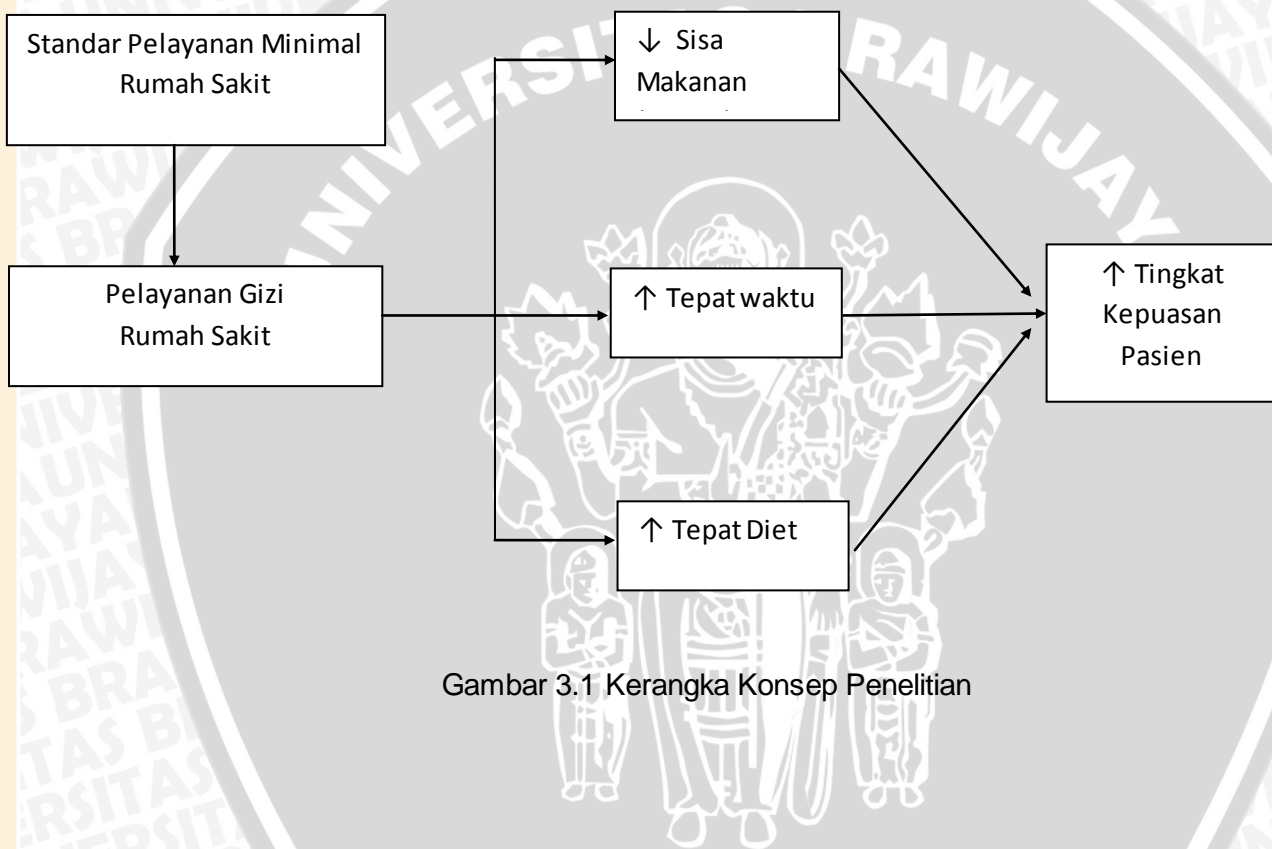 Standar Pelayanan Minimal
Rumah Sakit
↓ Sisa
Makanan
Pelayanan Gizi
Rumah Sakit
↑ Tepat waktu
↑ Tingkat
Kepuasan
Pasien
↑ Tepat Diet
Gambar 3.1 Kerangka Konsep Penelitian